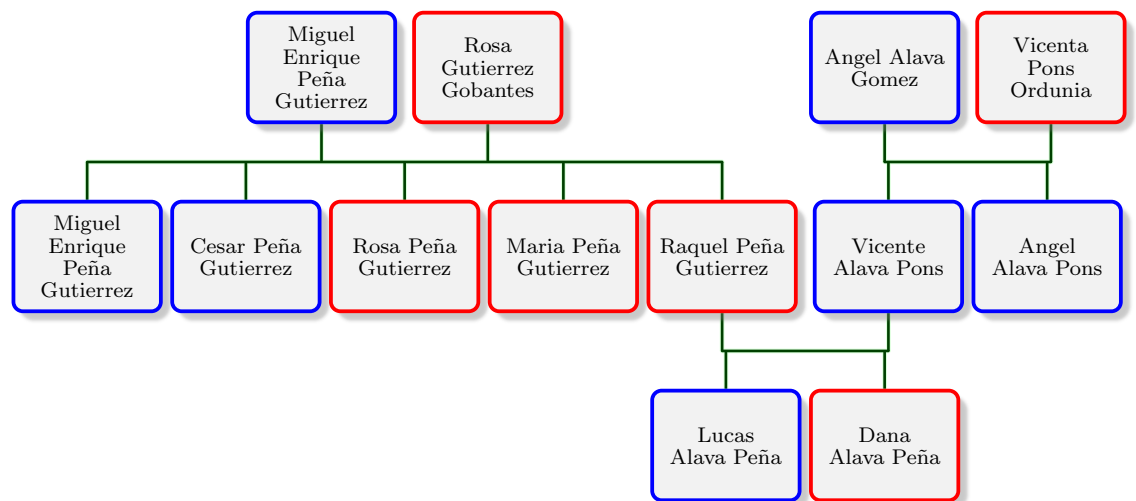 Miguel
Enrique
Peña
Gutierrez
Rosa
Gutierrez
Gobantes
Angel Alava
Gomez
Vicenta
Pons
Ordunia
Miguel
Enrique
Peña
Gutierrez
Cesar Peña
Gutierrez
Rosa Peña
Gutierrez
Maria Peña
Gutierrez
Raquel Peña
Gutierrez
Vicente
Alava Pons
Angel
Alava Pons
Lucas
Alava Peña
Dana
Alava Peña